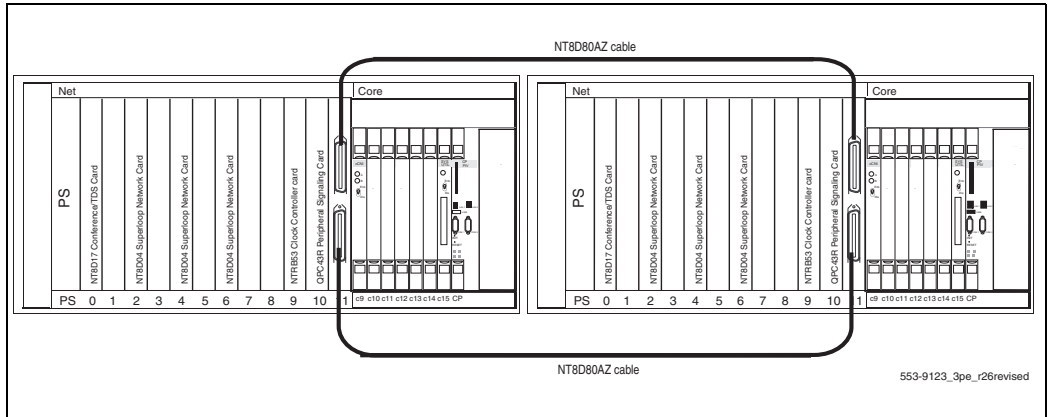 NT8D80AZ cable
Net
Core
PS
NT8D17 Conference/TDS Card
NT8D04 Superloop Network Card
NT8D04 Superloop Network Card
NT8D04 Superloop Network Card
NTRB53 Clock Controller card
QPC43R Peripheral Signaling Card
PS 0 1 2 3 4 5 6 7 8 9 10 11 c9 c10 c11 c12 c13 c14 c15 CP
Net
Core
PS
NT8D17 Conference/TDS Card
NT8D04 Superloop Network Card
NT8D04 Superloop Network Card
NT8D04 Superloop Network Card
NTRB53 Clock Controller card
QPC43R Peripheral Signaling Card
PS 0 1 2 3 4 5 6 7 8 9 10 11 c9 c10 c11 c12 c13 c14 c15 CP
NT8D80AZ cable
553-9123_3pe_r26revised